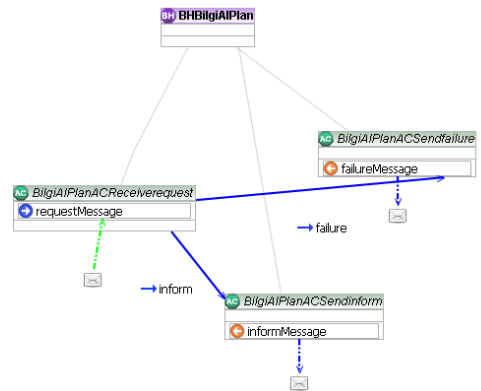 BH BHBilgiAlPlan
AC BilgiAlPlanACSendfailure
failureMessage
AC BilgiAlPlanACReceiverequest
requestMessage
failure
inform
AC BilgiAlPlanACSendinform
informMessage